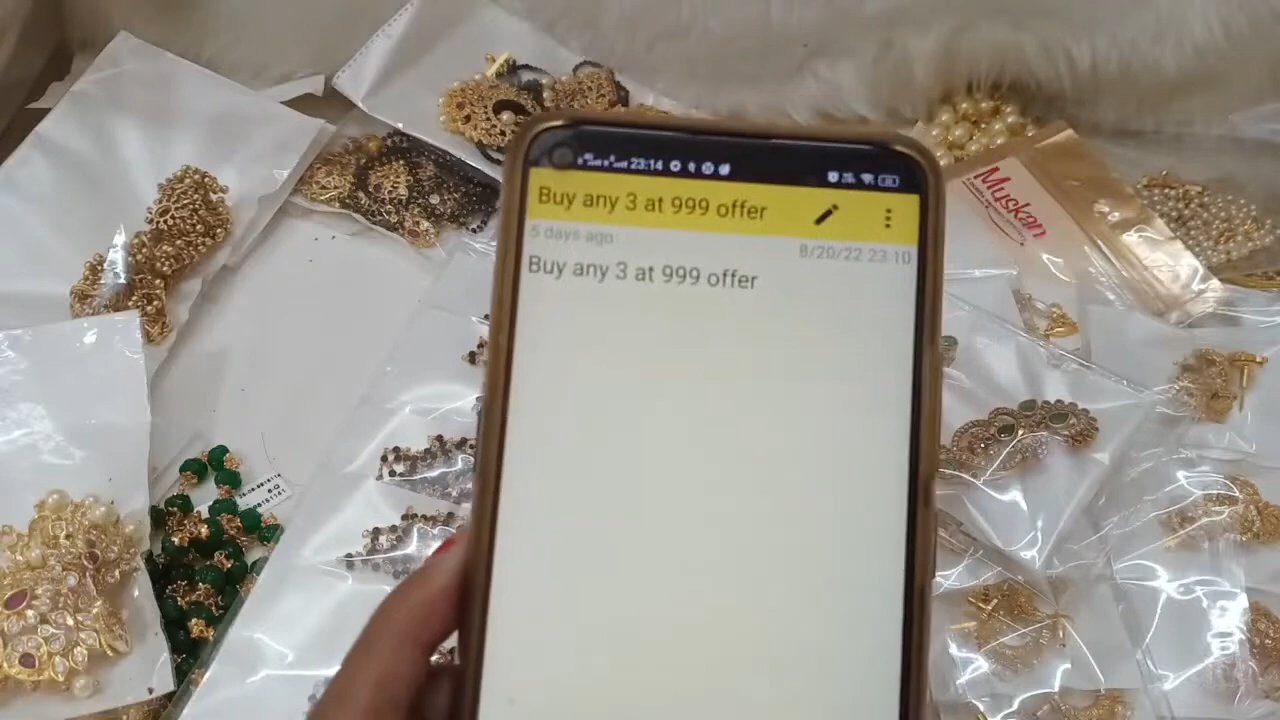 23:14
Buy any 3 at 999 offer
5 days ago
8/20/22 23:10
Buy any 3 at 999 offer
Muskan